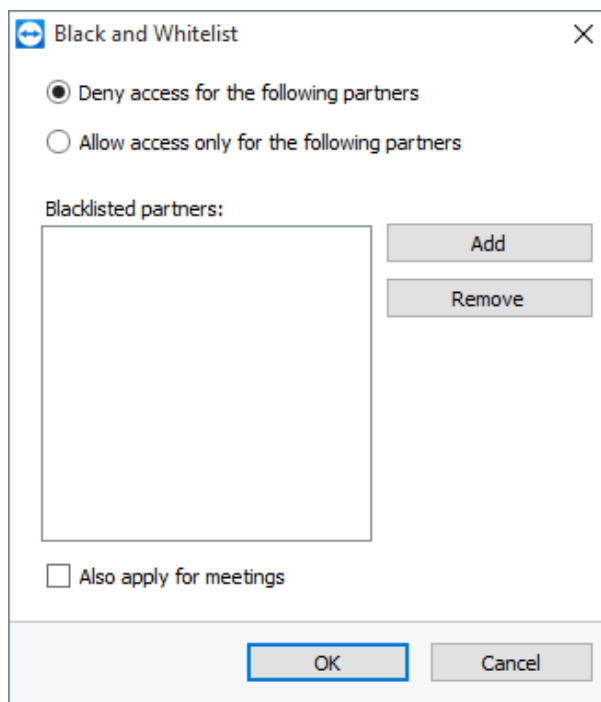 Black and Whitelist
Deny access for the following partners
Allow access only for the following partners
Blacklisted partners:
Add
Remove
Also apply for meetings
OK
Cancel